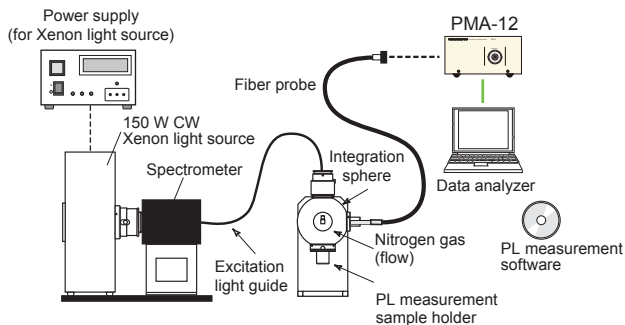 Power supply
(for Xenon light source)
PMA-12
Fiber probe
150 W CW
Xenon light source
Spectrometer
Integration
sphere
Data analyzer
Nitrogen gas
(flow)
PL measurement
software
Excitation
light guide
PL measurement
sample holder